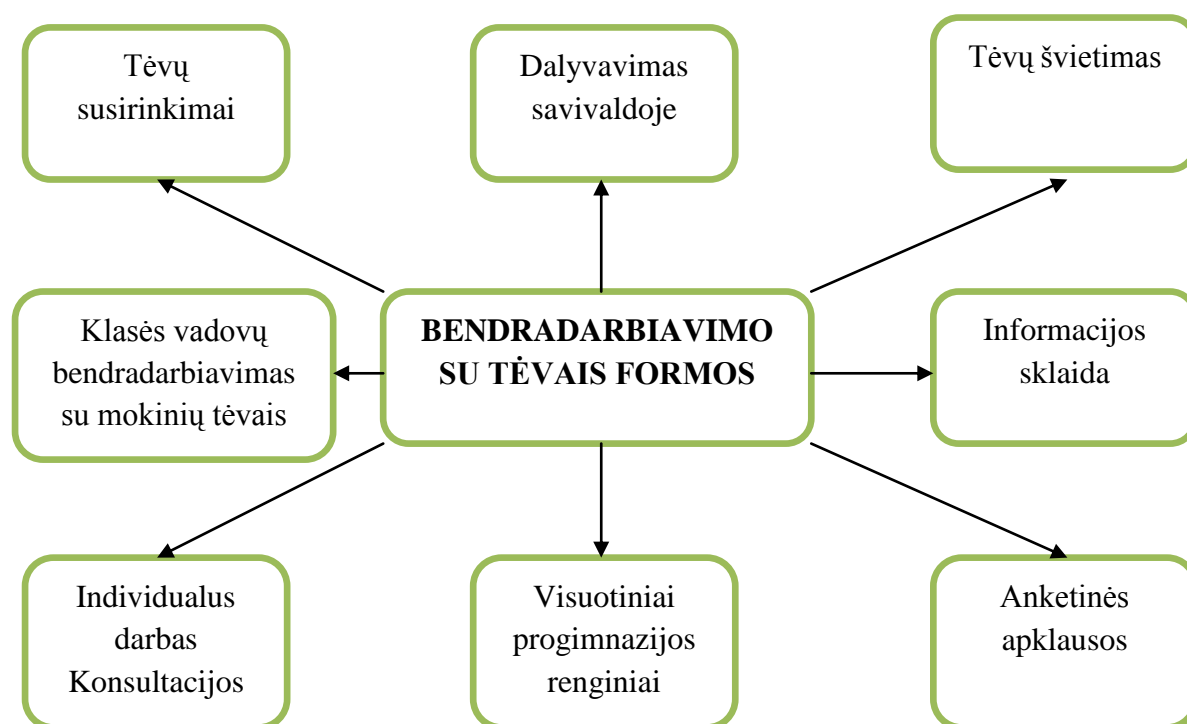 Tėvų
susirinkimai
Dalyvavimas
savivaldoje
Tėvų švietimas
Klasės vadovų
bendradarbiavimas
su mokinių tėvais
BENDRADARBIAVIMO
SU TĖVAIS FORMOS
Informacijos
sklaida
Individualus
darbas
Konsultacijos
Visuotiniai
progimnazijos
renginiai
Anketinės
apklausos